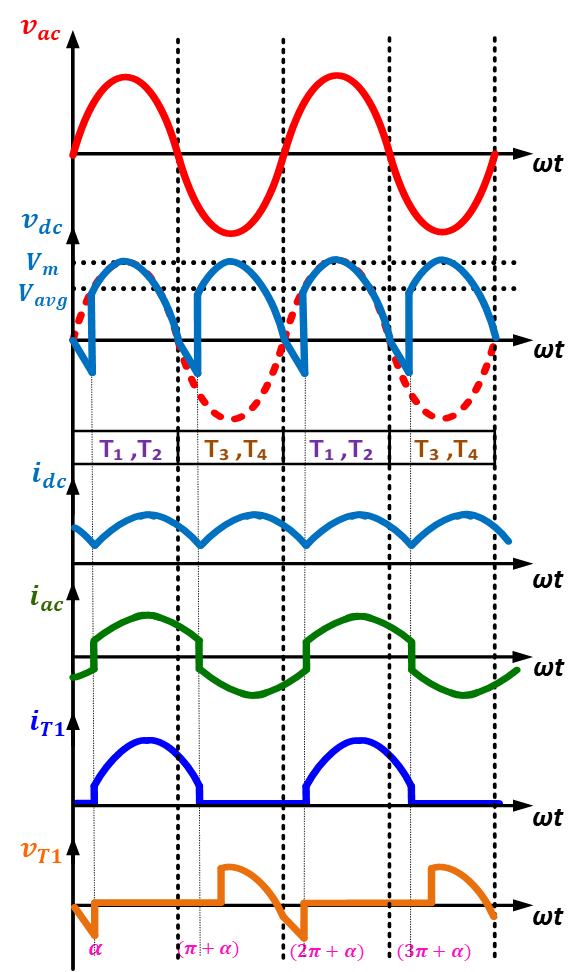 v_ac
ωt
v_dc
V_m
V_avg
ωt
T₁ ,T₂ T₃ ,T₄ T₁ ,T₂ T₃ ,T₄
i_dc
ωt
i_ac
ωt
i_T1
ωt
v_T1
ωt
α (π + α) (2π + α) (3π + α)